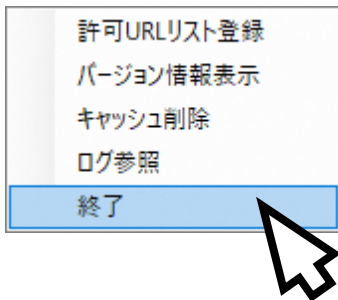 許可URLリスト登録
バージョン情報表示
キャッシュ削除
ログ参照
終了